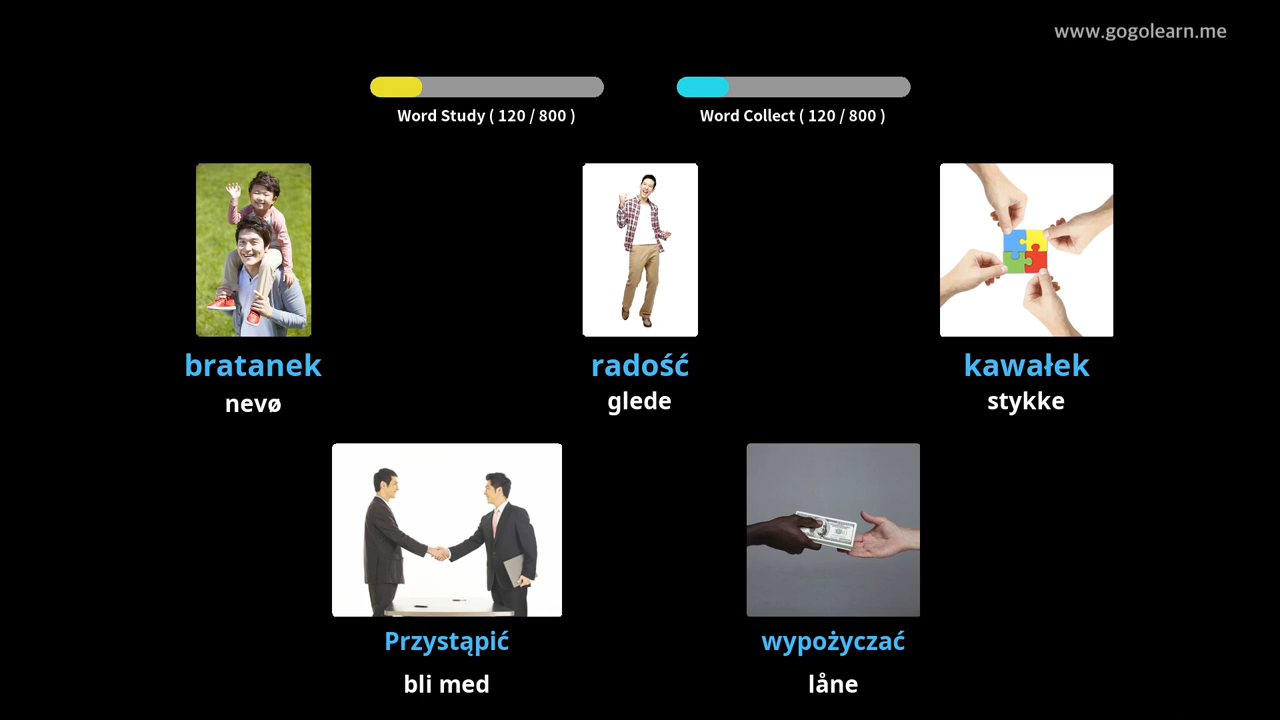 www.gogolearn.me
Word Study ( 120 / 800 )
Word Collect ( 120 / 800 )
bratanek
nevø
radość
glede
kawałek
stykke
Przystąpić
bli med
wypożyczać
låne